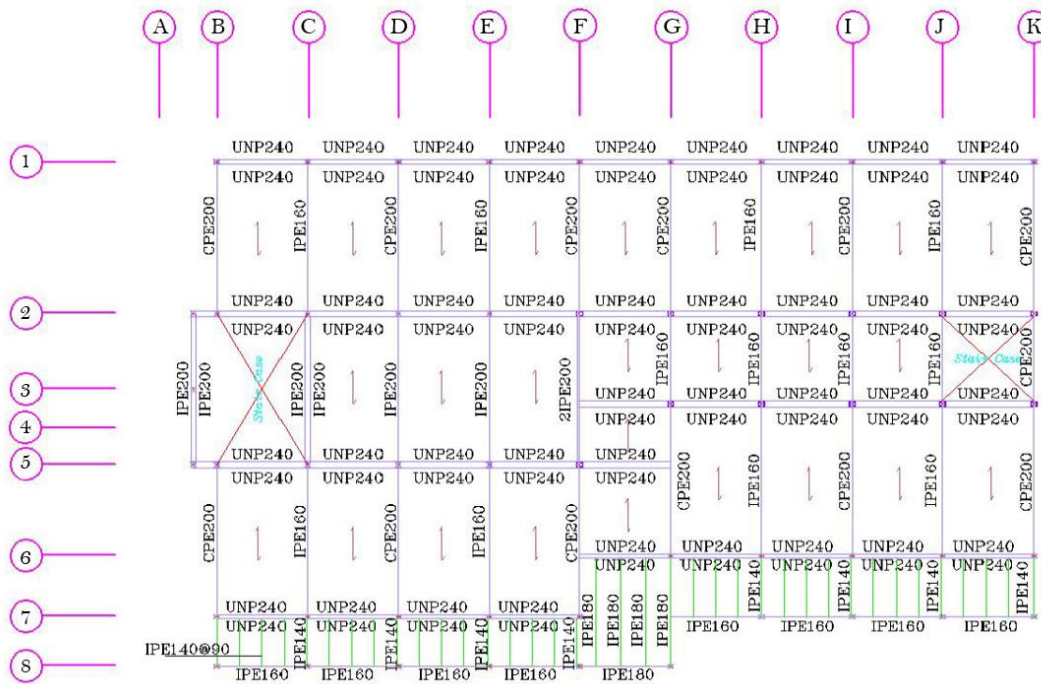 A B C D E F G H I J K
UNP240 UNP240 UNP240 UNP240 UNP240 UNP240 UNP240 UNP240 UNP240
1
UNP240 UNP240 UNP240 UNP240 UNP240 UNP240 UNP240 UNP240 UNP240
CPE200 IPE160 CPE200 IPE160 CPE200 CPE200 IPE160 CPE200 IPE160 CPE200
UNP240 UNP240 UNP240 UNP240 UNP240 UNP240 UNP240 UNP240 UNP240
2
UNP240 UNP240 UNP240 UNP240 UNP240 UNP240 UNP240 UNP240 UNP240
IPE160 IPE160 IPE160 IPE160 Stair Case CPE200
3
IPE200 IPE200 Stair Case IPE200 IPE200 IPE200 IPE200 2IPE200
UNP240 UNP240 UNP240 UNP240 UNP240
4
UNP240 UNP240 UNP240 UNP240 UNP240
UNP240 UNP240 UNP240 UNP240 UNP240
5
UNP240 UNP240 UNP240 UNP240 UNP240
CPE200 IPE160 CPE200 IPE160 CPE200 CPE200 IPE160 CPE200 IPE160 CPE200
UNP240 UNP240 UNP240 UNP240 UNP240
6
UNP240 UNP240 UNP240 UNP240 UNP240
IPE180 IPE180 IPE180 IPE180 IPE140 IPE140 IPE140 IPE140
UNP240 UNP240 UNP240 UNP240
7
UNP240 UNP240 UNP240 UNP240
IPE160 IPE160 IPE160 IPE160
IPE140@90 IPE140 IPE140 IPE140 IPE140
8
IPE160 IPE160 IPE160 IPE160 IPE180